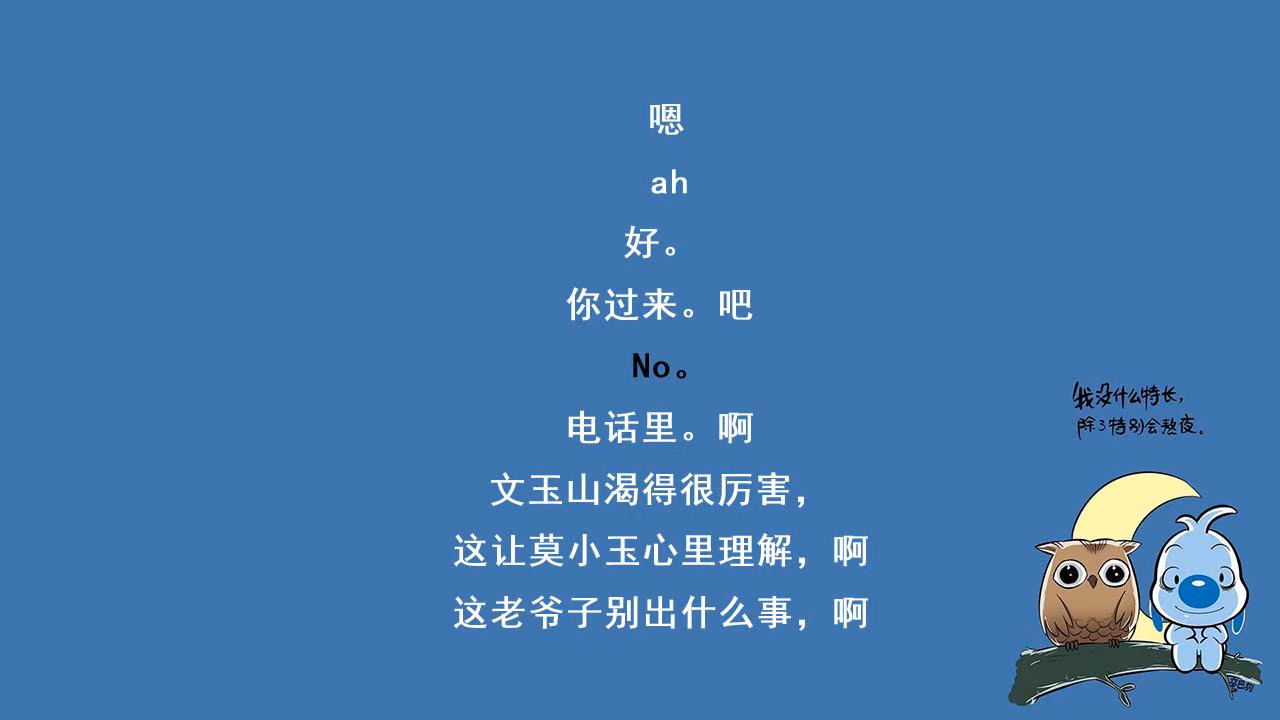 嗯
ah
好。
你过来。吧
No。
电话里。啊
文玉山渴得很厉害，
这让莫小玉心里理解，啊
这老爷子别出什么事，啊
我没什么特长，
除了特别会熬夜。